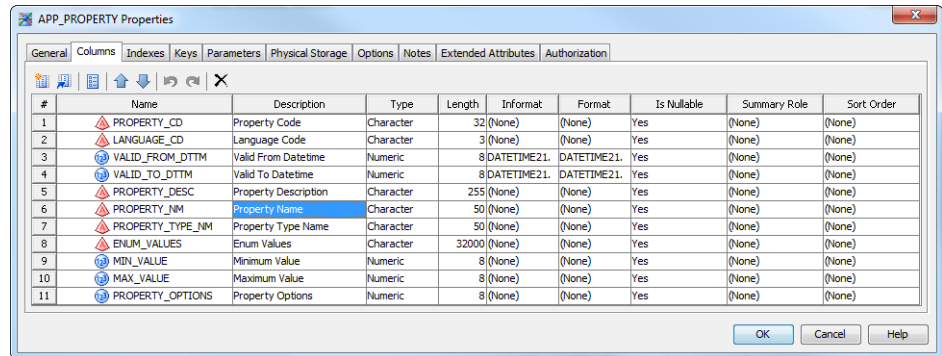 APP_PROPERTY Properties
General Columns Indexes Keys Parameters Physical Storage Options Notes Extended Attributes Authorization
# Name Description Type Length Informat Format Is Nullable Summary Role Sort Order
1 PROPERTY_CD Property Code Character 32 (None) (None) Yes (None) (None)
2 LANGUAGE_CD Language Code Character 3 (None) (None) Yes (None) (None)
3 VALID_FROM_DTTM Valid From Datetime Numeric 8 DATETIME21. DATETIME21. Yes (None) (None)
4 VALID_TO_DTTM Valid To Datetime Numeric 8 DATETIME21. DATETIME21. Yes (None) (None)
5 PROPERTY_DESC Property Description Character 255 (None) (None) Yes (None) (None)
6 PROPERTY_NM Property Name Character 50 (None) (None) Yes (None) (None)
7 PROPERTY_TYPE_NM Property Type Name Character 50 (None) (None) Yes (None) (None)
8 ENUM_VALUES Enum Values Character 32000 (None) (None) Yes (None) (None)
9 MIN_VALUE Minimum Value Numeric 8 (None) (None) Yes (None) (None)
10 MAX_VALUE Maximum Value Numeric 8 (None) (None) Yes (None) (None)
11 PROPERTY_OPTIONS Property Options Numeric 8 (None) (None) Yes (None) (None)
OK Cancel Help